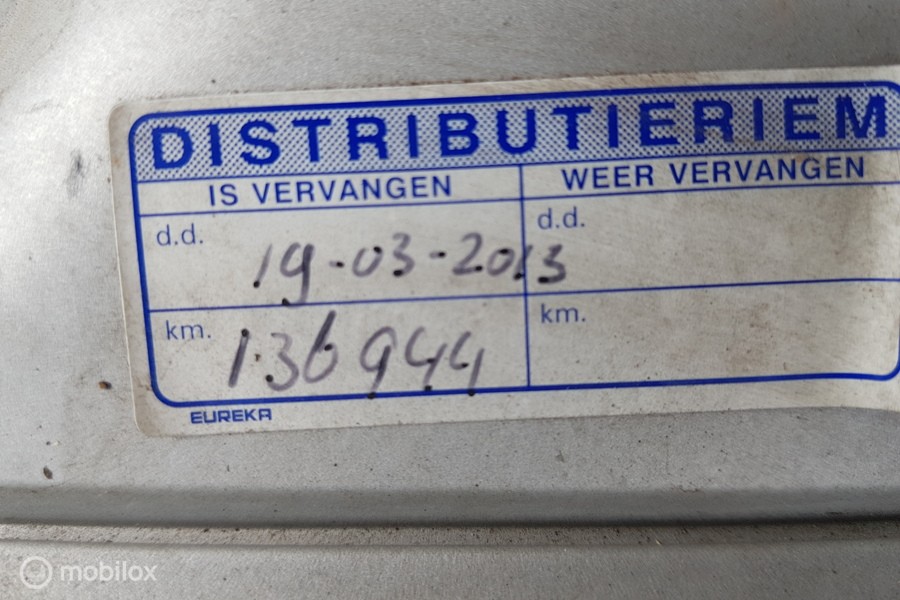 DISTRIBUTIERIEM
IS VERVANGEN
WEER VERVANGEN
d.d.
19-03-2013
d.d.
km.
136944
km.
EUREKA
mobilox